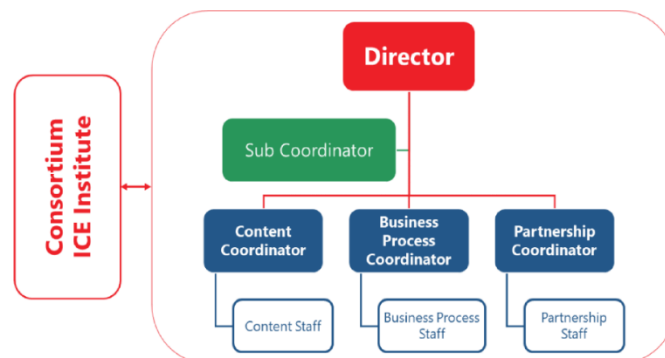 Director
Consortium
ICE Institute
Sub Coordinator
Content
Coordinator
Business
Process
Coordinator
Partnership
Coordinator
Content Staff
Business Process
Staff
Partnership
Staff